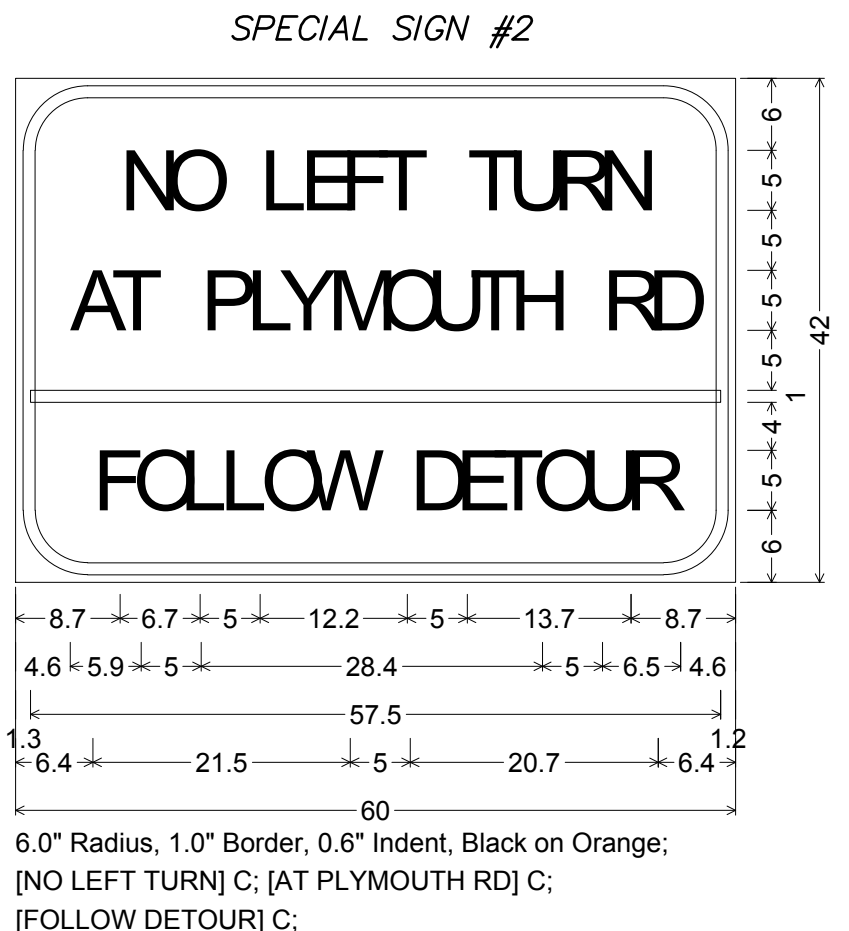 SPECIAL SIGN #2
NO LEFT TURN
AT PLYMOUTH RD
FOLLOW DETOUR
6
5
5
5
5
1
4
5
6
42
8.7 6.7 5 12.2 5 13.7 8.7
4.6 5.9 5 28.4 5 6.5 4.6
57.5
1.3 1.2
6.4 21.5 5 20.7 6.4
60
6.0" Radius, 1.0" Border, 0.6" Indent, Black on Orange;
[NO LEFT TURN] C; [AT PLYMOUTH RD] C;
[FOLLOW DETOUR] C;